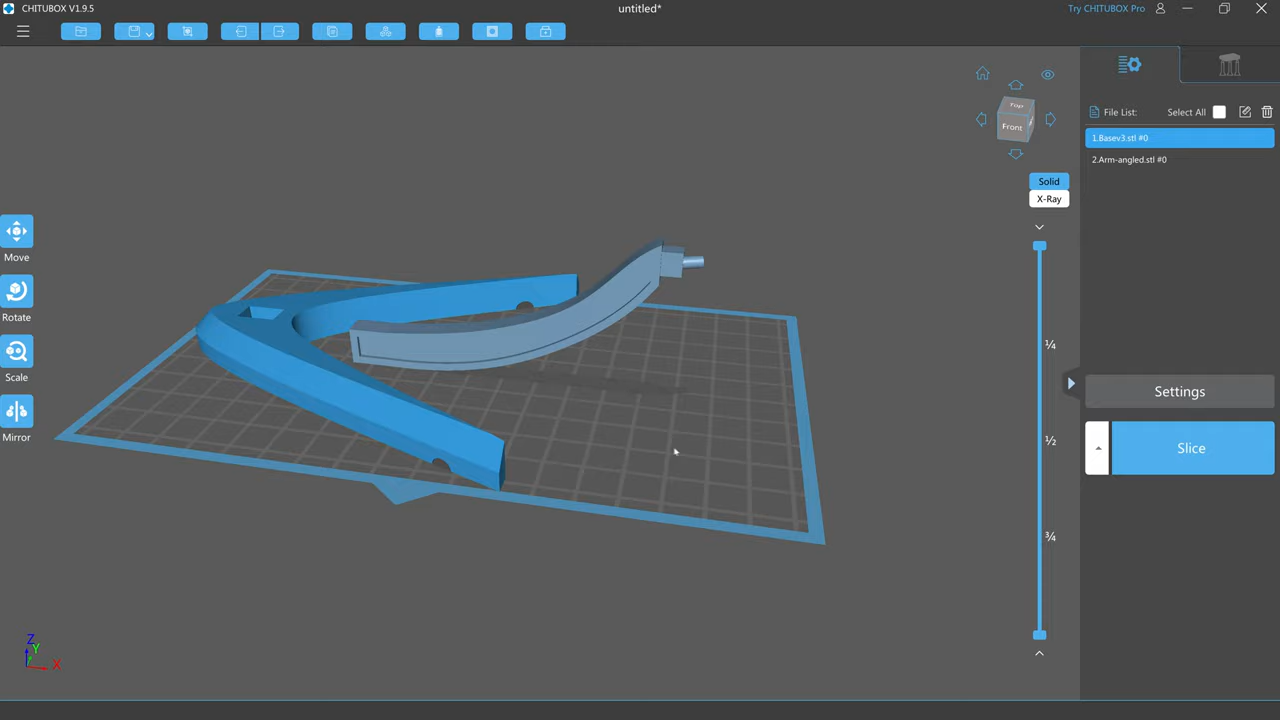 CHITUBOX V1.9.5
untitled*
Try CHITUBOX Pro
Top
Front
File List:
Select All
1.Basev3.stl #0
2.Arm-angled.stl #0
Solid
X-Ray
Move
Rotate
Scale
Mirror
¼
½
¾
Settings
Slice
Z
Y
X